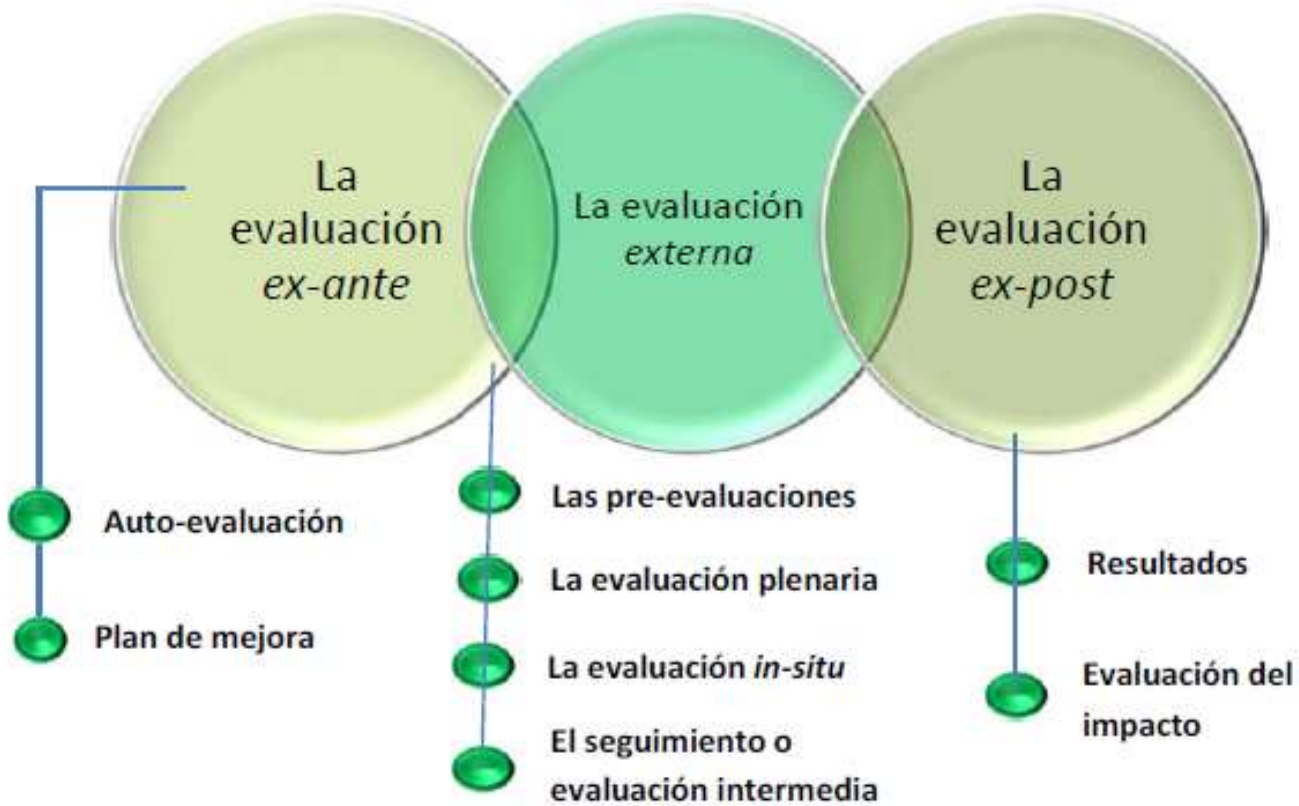 La
evaluación
ex-ante
La evaluación
externa
La
evaluación
ex-post
Auto-evaluación
Plan de mejora
Las pre-evaluaciones
La evaluación plenaria
La evaluación in-situ
El seguimiento o
evaluación intermedia
Resultados
Evaluación del
impacto